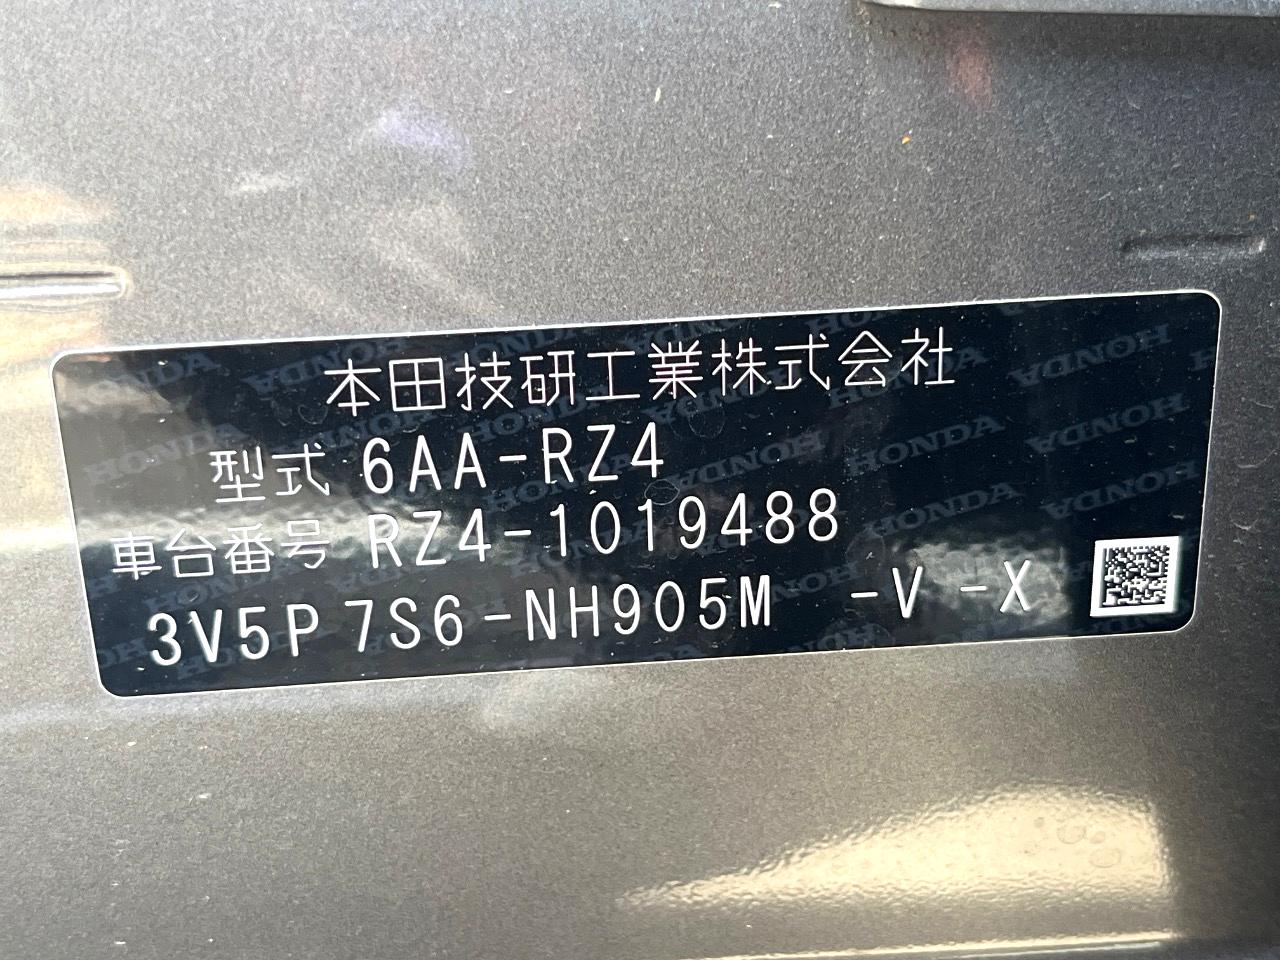 本田技研工業株式会社
型式 6AA-RZ4
車台番号 RZ4-1019488
3V5P 7S6-NH905M -V -X